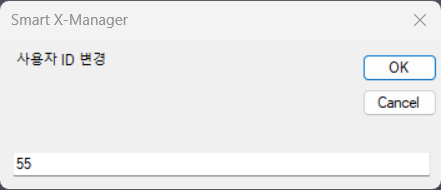 Smart X-Manager
사용자 ID 변경
OK
Cancel
55